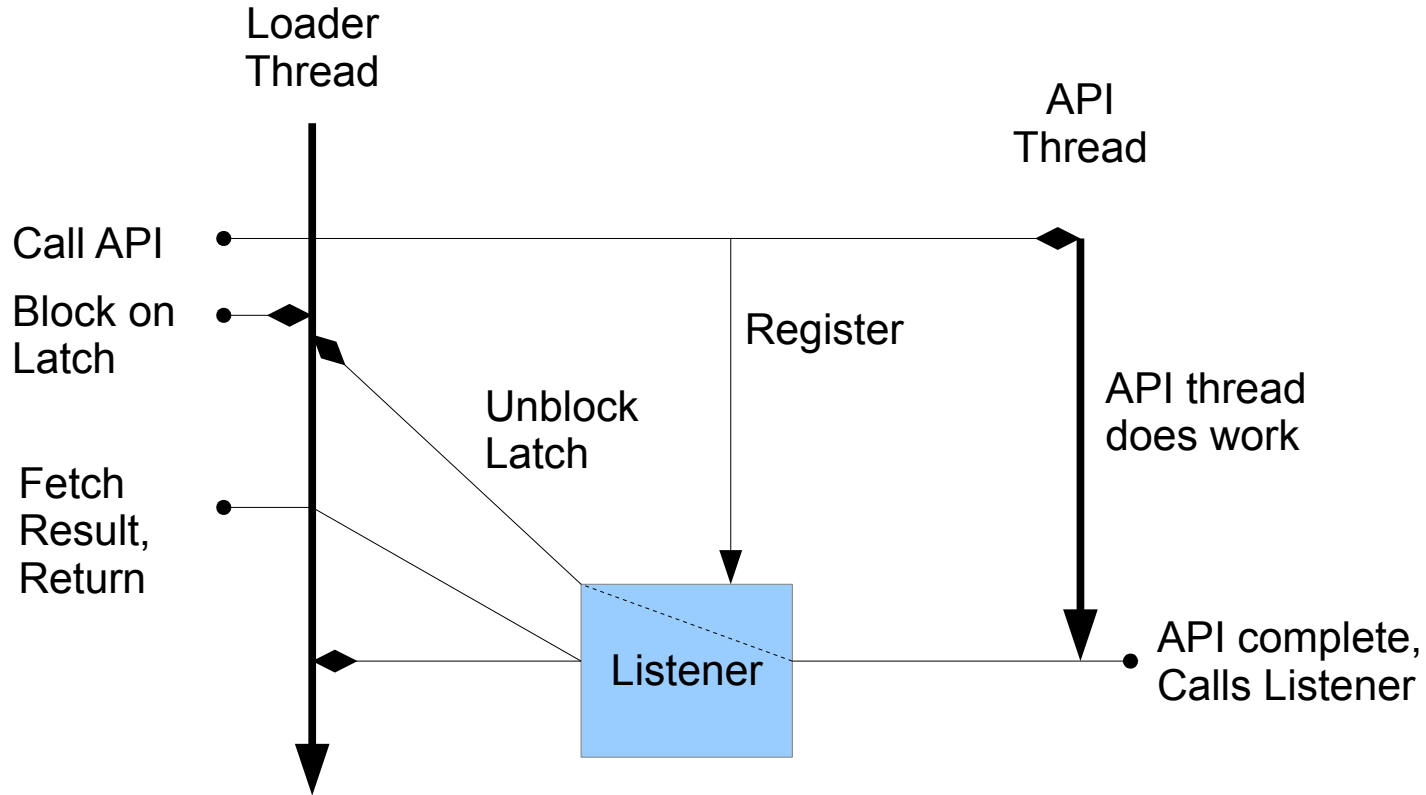 Loader
Thread
API
Thread
Call API
Block on
Latch
Register
Unblock
Latch
API thread
does work
Fetch
Result,
Return
Listener
API complete,
Calls Listener